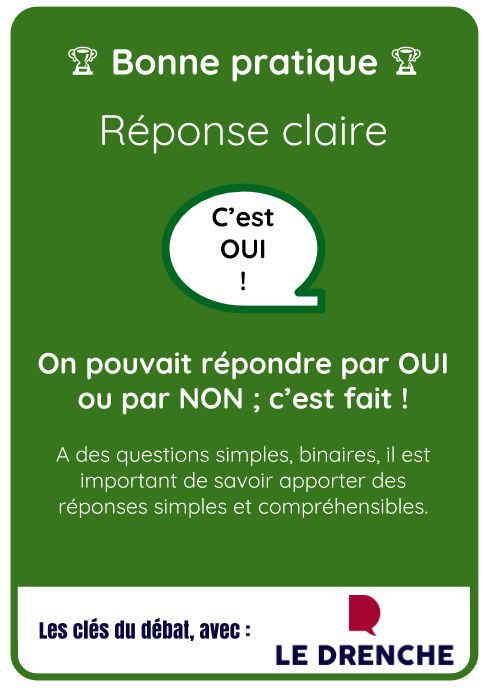 🏆 Bonne pratique 🏆
Réponse claire
C’est
OUI
!
On pouvait répondre par OUI
ou par NON ; c’est fait !
A des questions simples, binaires, il est
important de savoir apporter des
réponses simples et compréhensibles.
Les clés du débat, avec :
LE DRENCHE